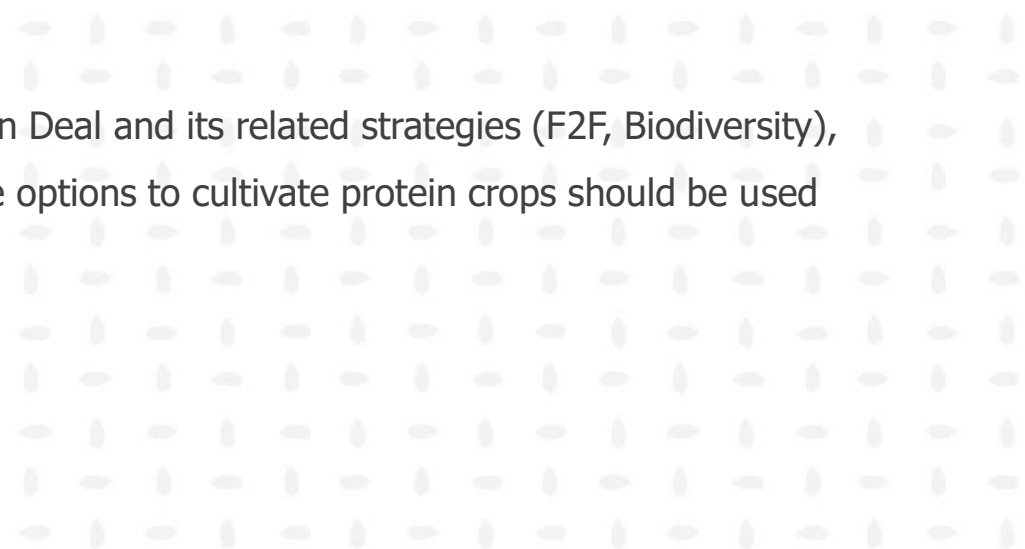 n Deal and its related strategies (F2F, Biodiversity),
e options to cultivate protein crops should be used